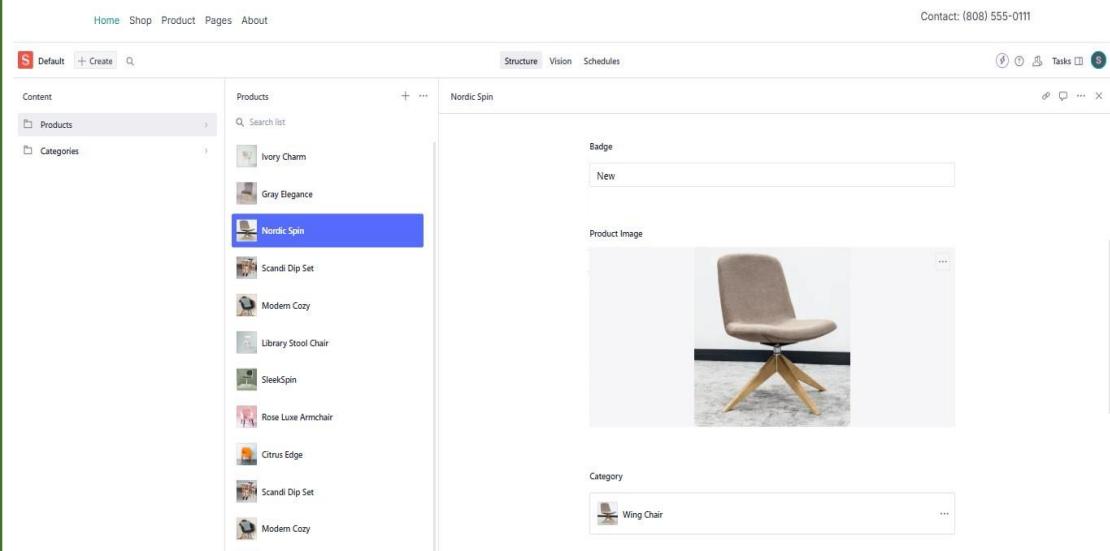 Home Shop Product Pages About
Contact: (808) 555-0111
S Default + Create
Structure Vision Schedules
Tasks S
Content
Products
Categories
Products
Search list
Ivory Charm
Gray Elegance
Nordic Spin
Scandi Dip Set
Modern Cozy
Library Stool Chair
SleekSpin
Rose Luxe Armchair
Citrus Edge
Scandi Dip Set
Modern Cozy
Nordic Spin
Badge
New
Product Image
Category
Wing Chair